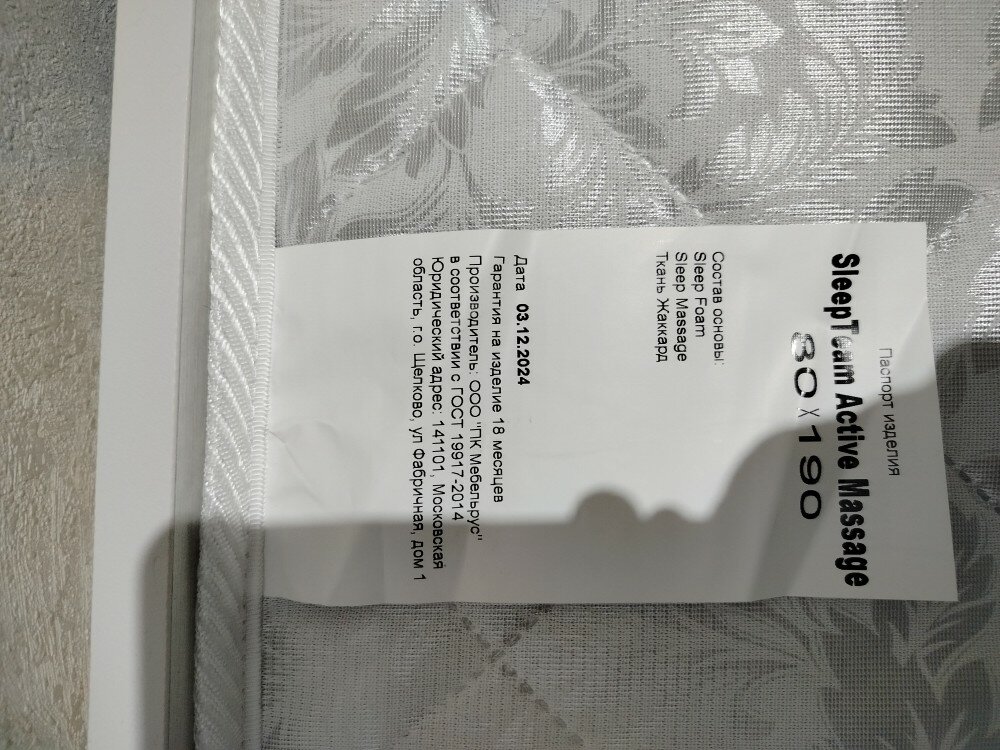 Паспорт изделия
SleepTeam Active Massage
80 X 190
Состав основы:
Sleep Foam
Sleep Massage
Ткань Жаккард
Дата 03.12.2024
Гарантия на изделие 18 месяцев
Производитель: ООО "ПК Мебельрус"
в соответствии с ГОСТ 19917-2014
Юридический адрес: 141101, Московская
область, г.о. Щелково, ул Фабричная, дом 1